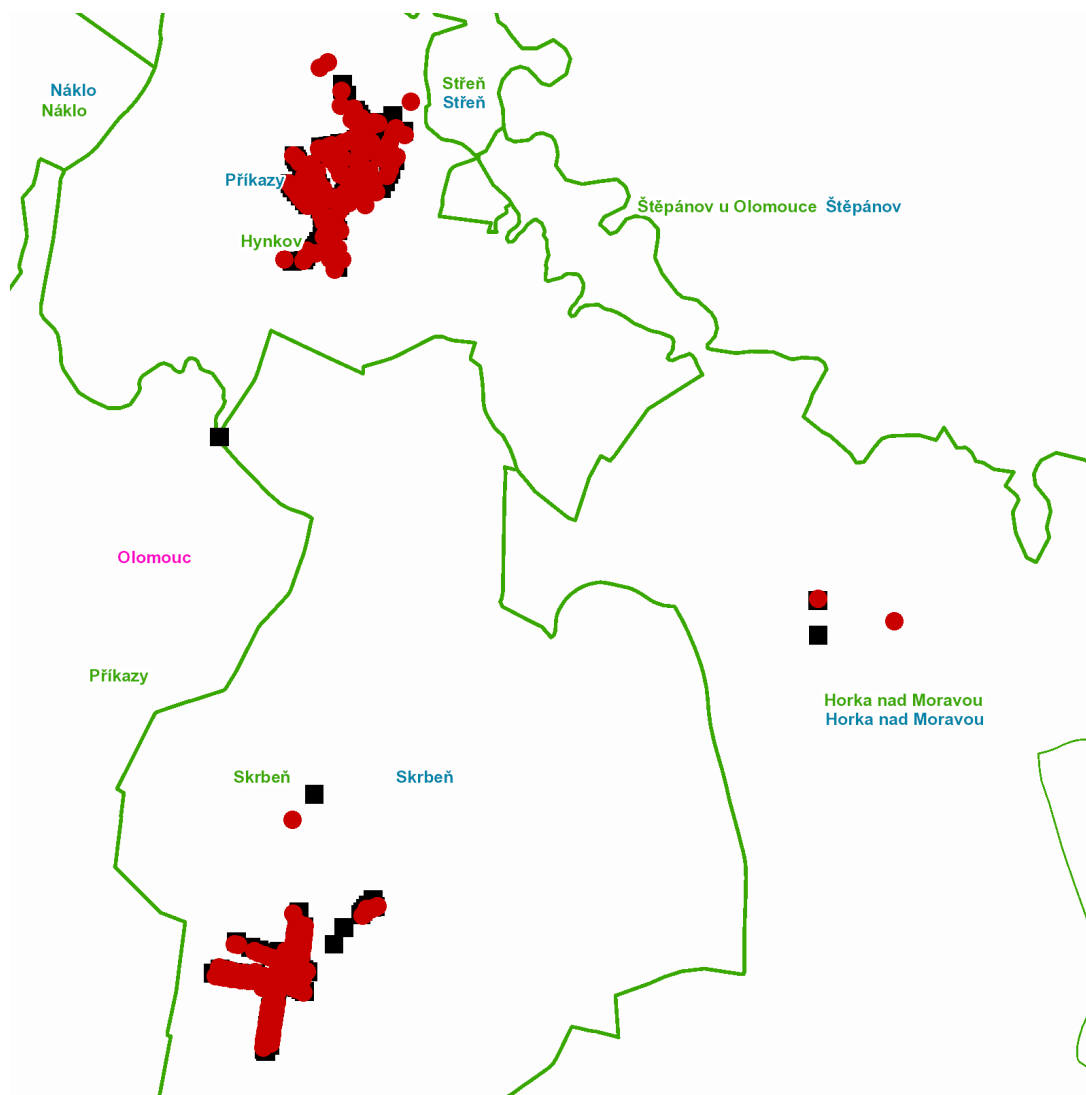 Náklo
Náklo
Střeň
Střeň
Příkazy
Štěpánov u Olomouce Štěpánov
Hynkov
Olomouc
Příkazy
Horka nad Moravou
Horka nad Moravou
Skrbeň Skrbeň